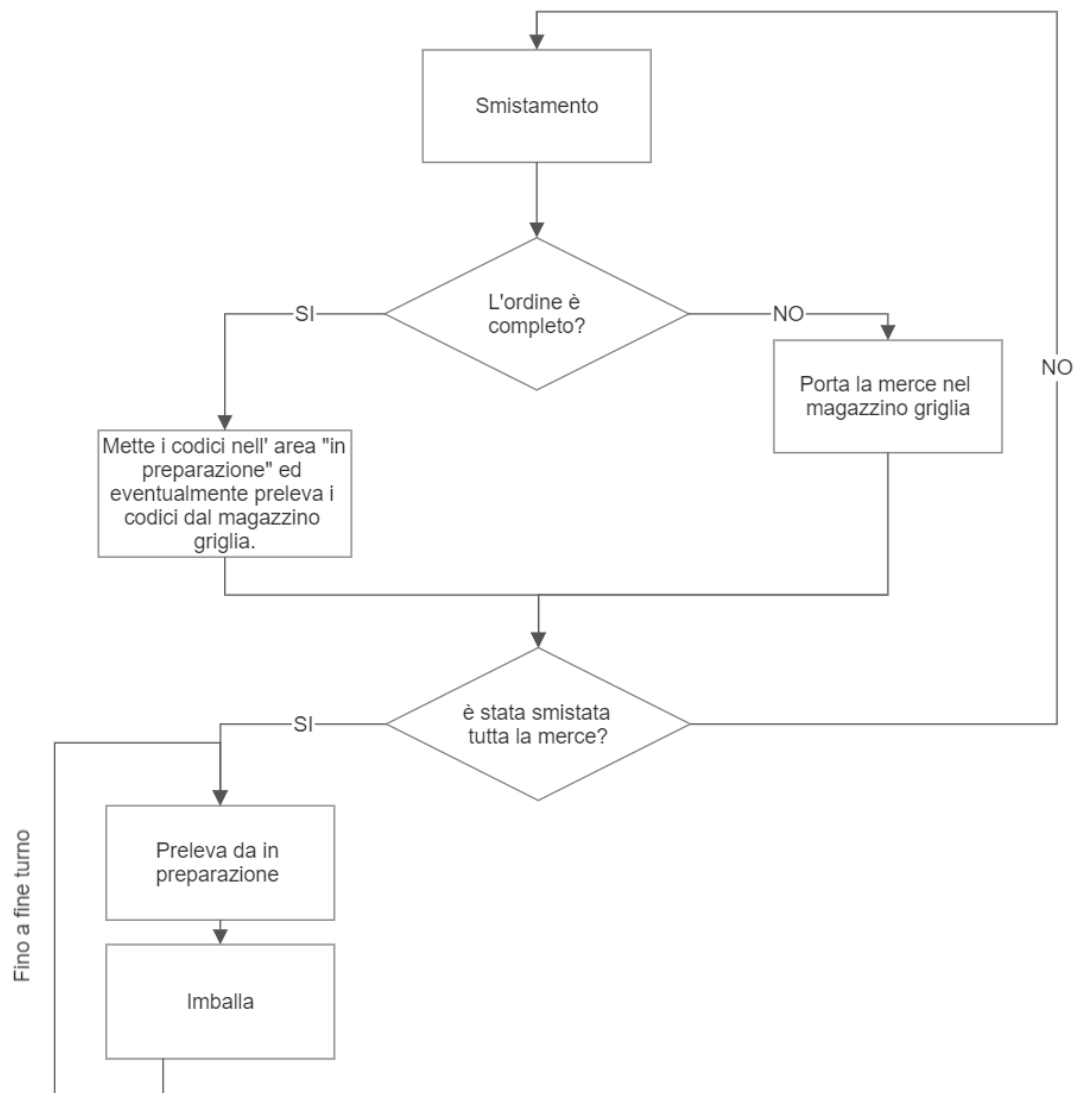 Smistamento
L'ordine è
completo?
SI
NO
Porta la merce nel
magazzino griglia
NO
Mette i codici nell' area "in
preparazione" ed
eventualmente preleva i
codici dal magazzino
griglia.
è stata smistata
tutta la merce?
SI
Preleva da in
preparazione
Fino a fine turno
Imballa